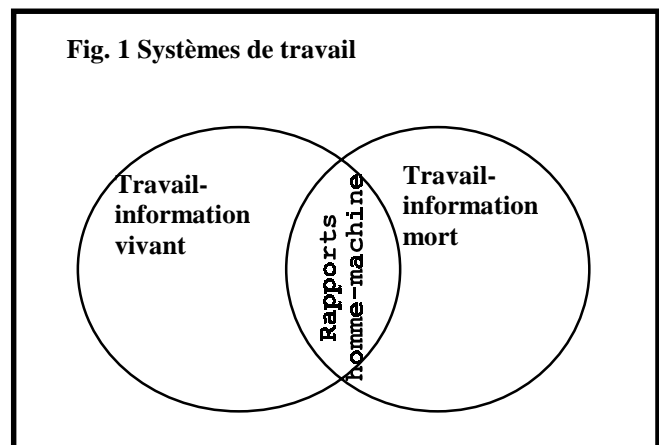 Fig. 1 Systèmes de travail
Travail-
information
vivant
Rapports
homme-machine
Travail-
information
mort